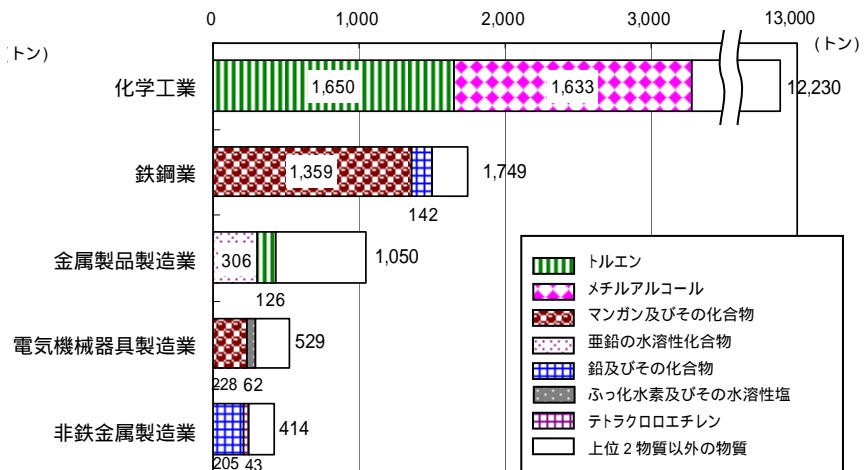 0 1,000 2,000 3,000 13,000
(トン) (トン)
化学工業 1,650 1,633 12,230
鉄鋼業 1,359 1,749
142
金属製品製造業 306 1,050
126
電気機械器具製造業 529
228 62
非鉄金属製造業 414
205 43
トルエン
メチルアルコール
マンガン及びその化合物
亜鉛の水溶性化合物
鉛及びその化合物
ふっ化水素及びその水溶性塩
テトラクロロエチレン
上位2物質以外の物質